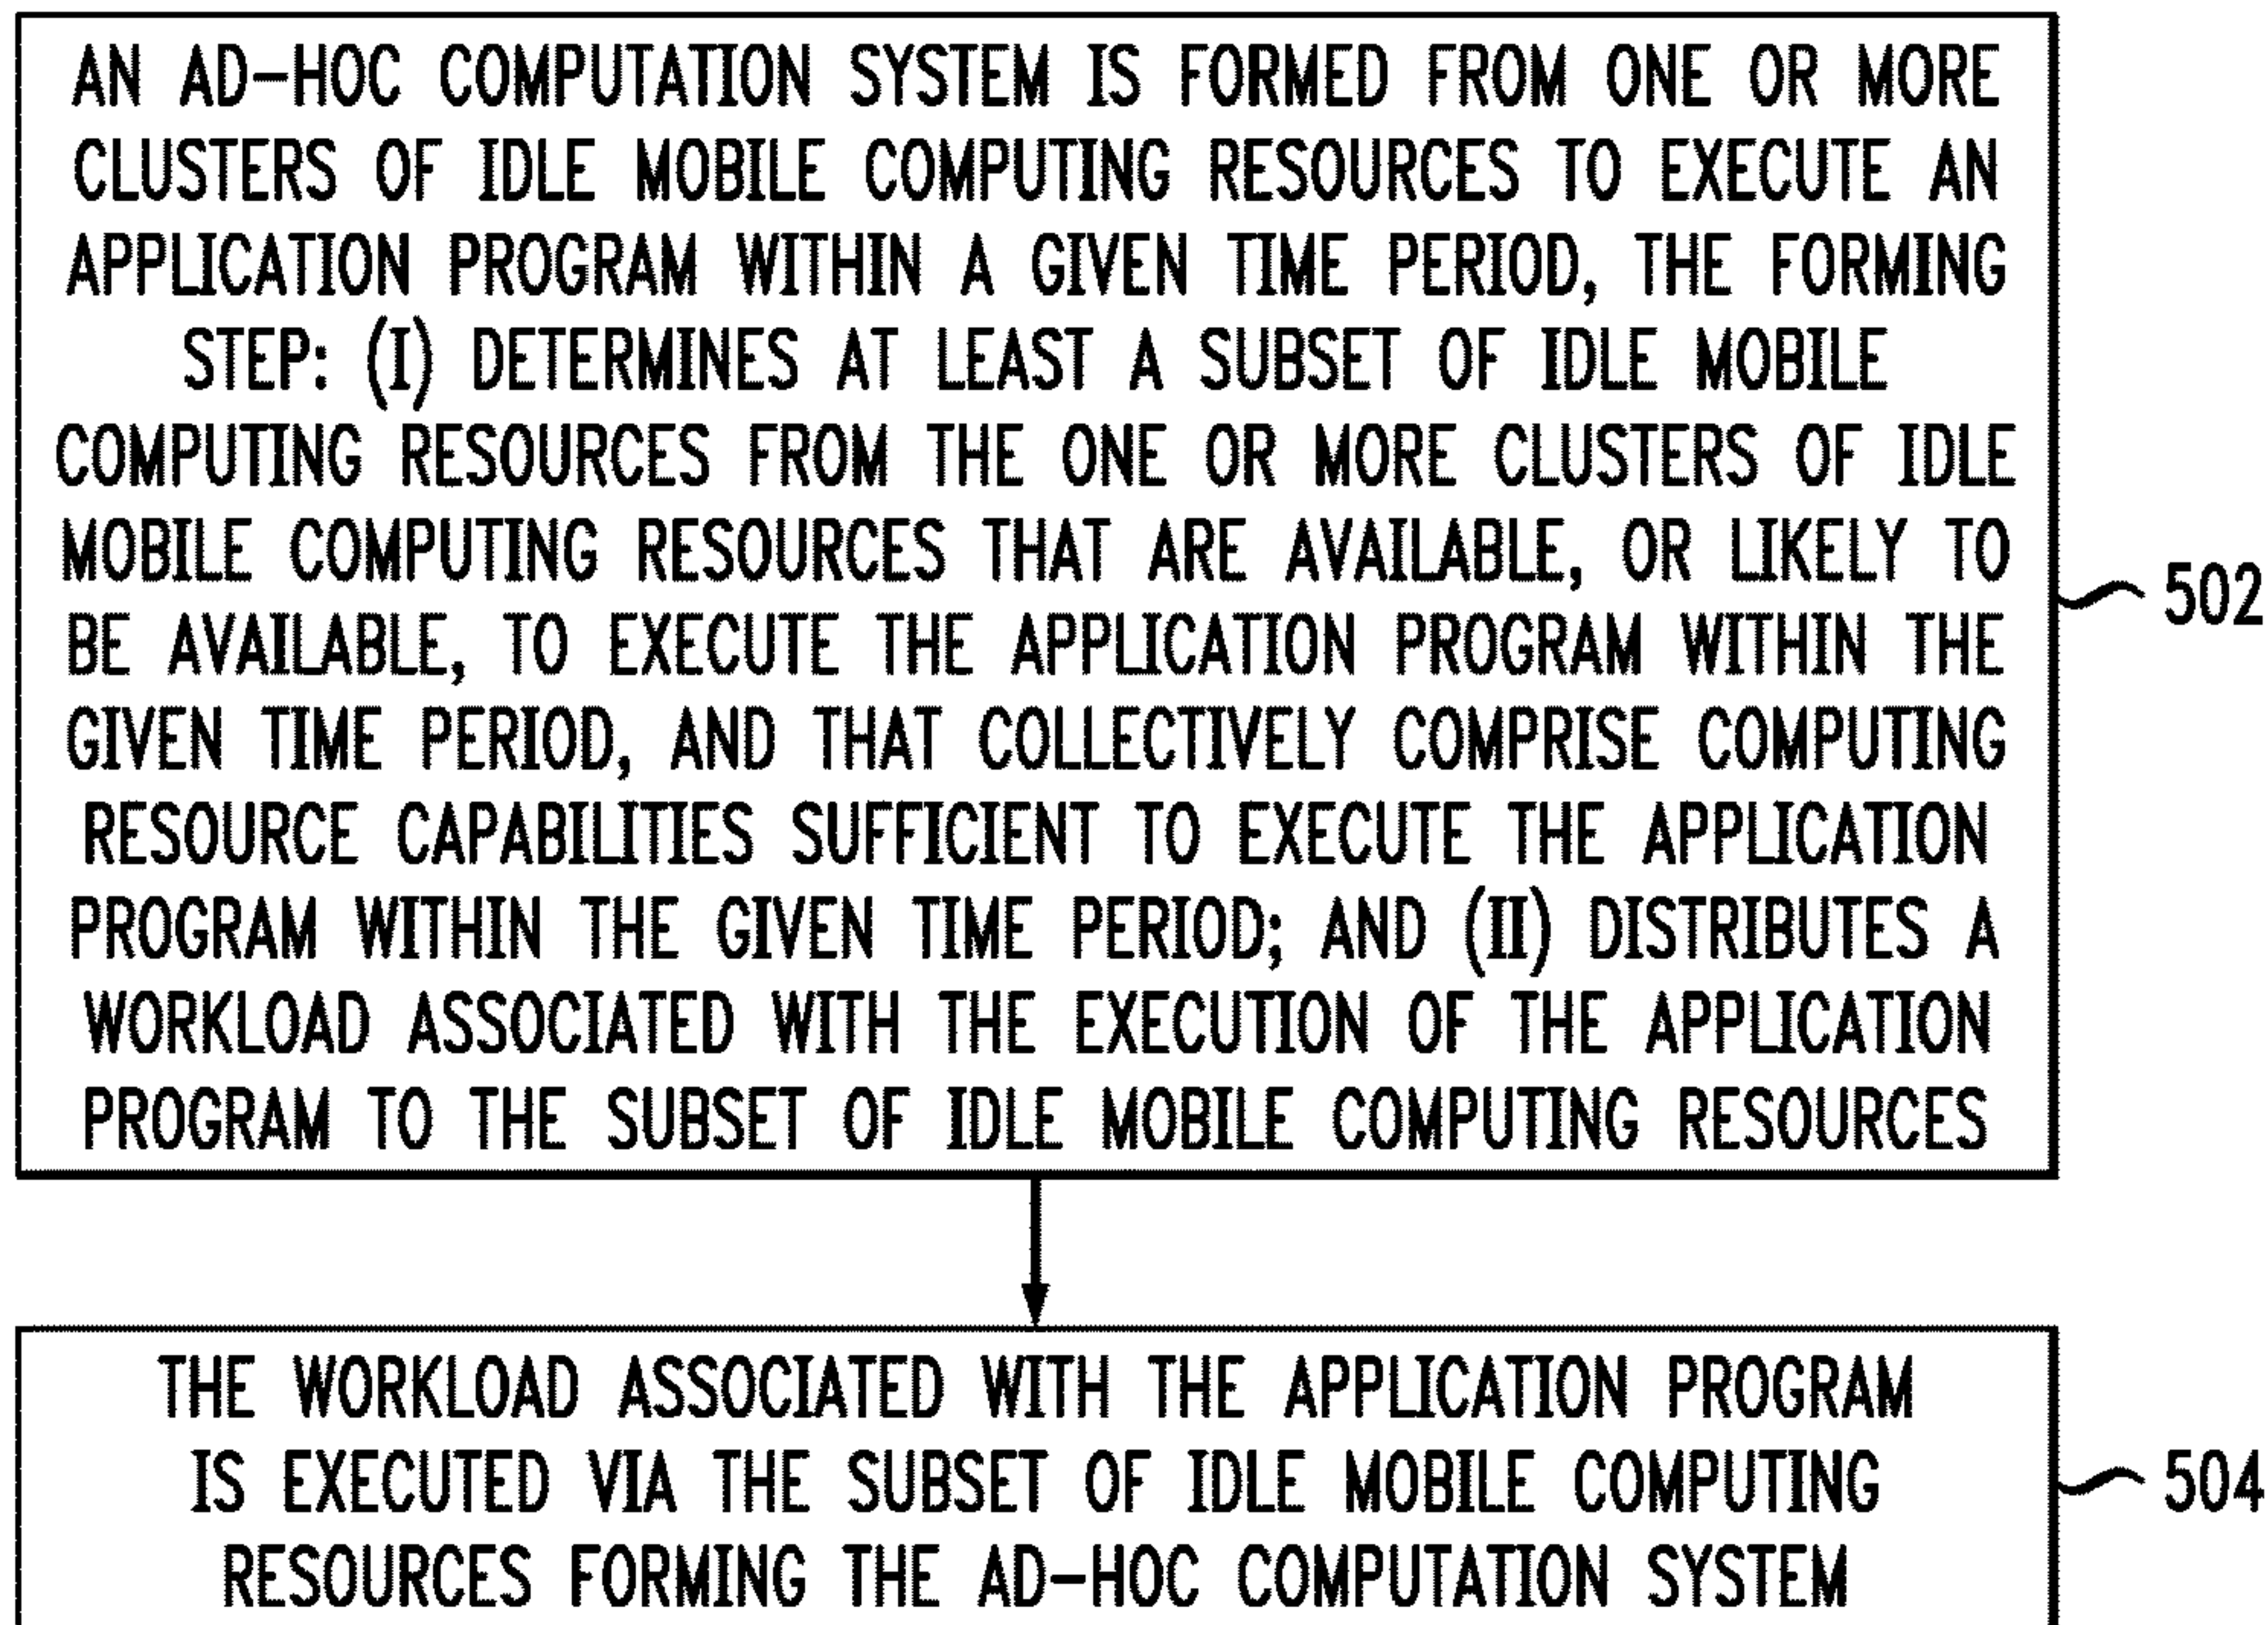 AN AD-HOC COMPUTATION SYSTEM IS FORMED FROM ONE OR MORE
CLUSTERS OF IDLE MOBILE COMPUTING RESOURCES TO EXECUTE AN
APPLICATION PROGRAM WITHIN A GIVEN TIME PERIOD, THE FORMING
STEP: (I) DETERMINES AT LEAST A SUBSET OF IDLE MOBILE
COMPUTING RESOURCES FROM THE ONE OR MORE CLUSTERS OF IDLE
MOBILE COMPUTING RESOURCES THAT ARE AVAILABLE, OR LIKELY TO
BE AVAILABLE, TO EXECUTE THE APPLICATION PROGRAM WITHIN THE
GIVEN TIME PERIOD, AND THAT COLLECTIVELY COMPRISE COMPUTING
RESOURCE CAPABILITIES SUFFICIENT TO EXECUTE THE APPLICATION
PROGRAM WITHIN THE GIVEN TIME PERIOD; AND (II) DISTRIBUTES A
WORKLOAD ASSOCIATED WITH THE EXECUTION OF THE APPLICATION
PROGRAM TO THE SUBSET OF IDLE MOBILE COMPUTING RESOURCES
502
THE WORKLOAD ASSOCIATED WITH THE APPLICATION PROGRAM
IS EXECUTED VIA THE SUBSET OF IDLE MOBILE COMPUTING
RESOURCES FORMING THE AD-HOC COMPUTATION SYSTEM
504